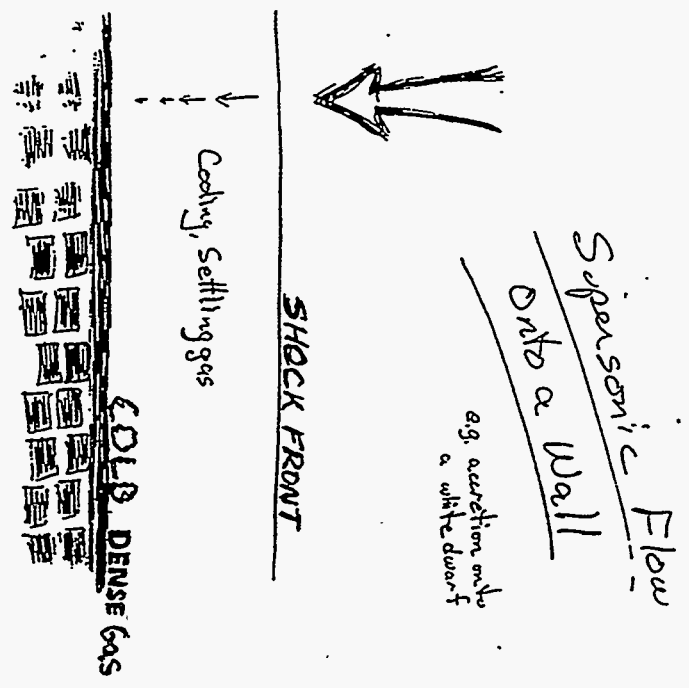 Supersonic Flow
onto a Wall
e.g. accretion onto
a white dwarf
SHOCK FRONT
Cooling, Settling gas
COLD, DENSE Gas